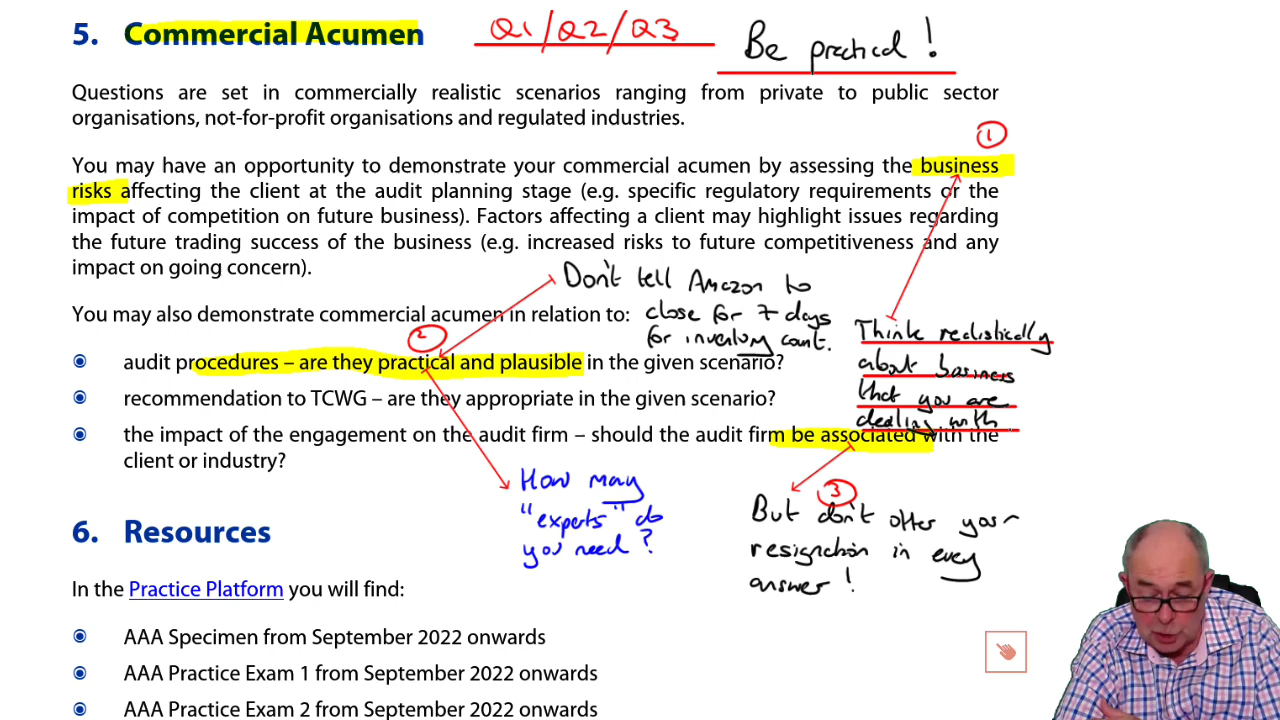 5. Commercial Acumen
Q1/Q2/Q3
Be practical!
Questions are set in commercially realistic scenarios ranging from private to public sector
organisations, not-for-profit organisations and regulated industries.
1
You may have an opportunity to demonstrate your commercial acumen by assessing the business
risks affecting the client at the audit planning stage (e.g. specific regulatory requirements or the
impact of competition on future business). Factors affecting a client may highlight issues regarding
the future trading success of the business (e.g. increased risks to future competitiveness and any
impact on going concern).
Don't tell Amazon to
close for 7 days
for inventory count.
You may also demonstrate commercial acumen in relation to:
2
Think realistically
about business
that you are
dealing with
audit procedures – are they practical and plausible in the given scenario?
recommendation to TCWG – are they appropriate in the given scenario?
the impact of the engagement on the audit firm – should the audit firm be associated with the
client or industry?
How may
"experts" do
you need?
3
But don't offer your
resignation in every
answer!
6. Resources
In the Practice Platform you will find:
AAA Specimen from September 2022 onwards
AAA Practice Exam 1 from September 2022 onwards
AAA Practice Exam 2 from September 2022 onwards